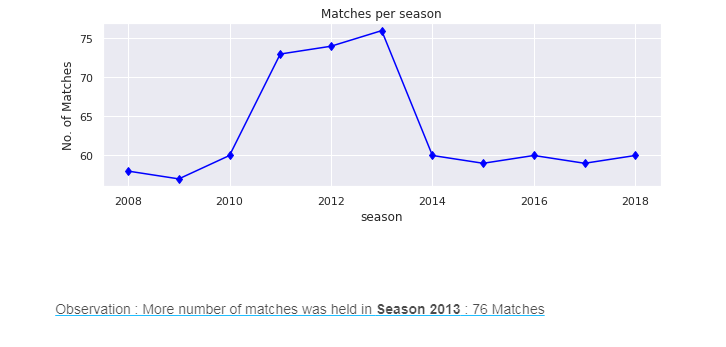 Matches per season
No. of Matches
75
70
65
60
2008 2010 2012 2014 2016 2018
season
Observation : More number of matches was held in Season 2013 : 76 Matches